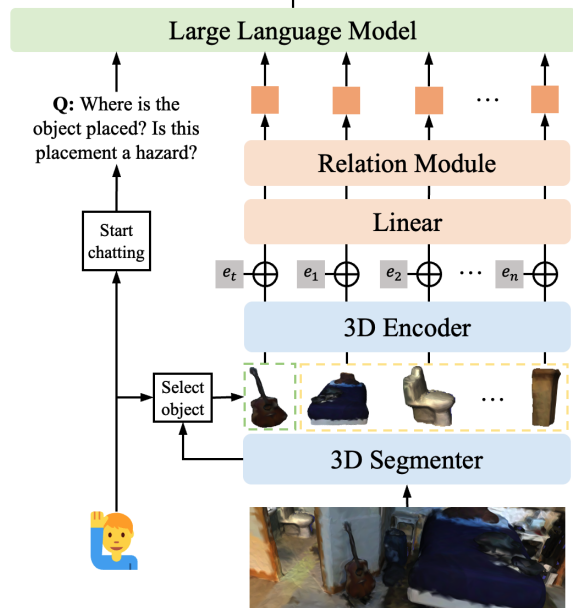 Large Language Model
Q: Where is the
object placed? Is this
placement a hazard?
...
Relation Module
Linear
Start
chatting
e_t e_1 e_2 ... e_n
3D Encoder
Select
object
...
3D Segmenter